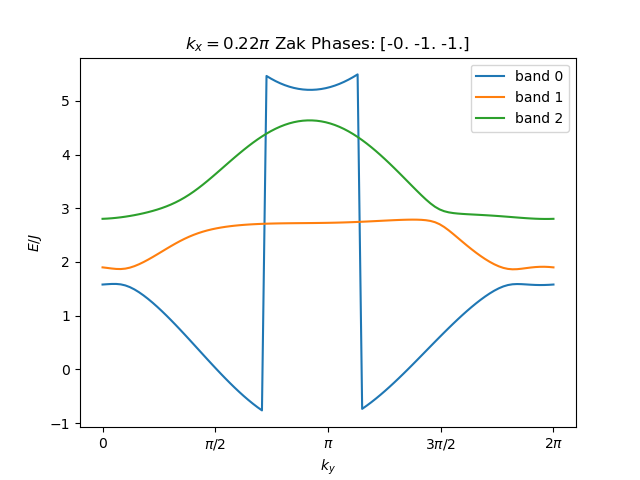 kₓ = 0.22π Zak Phases: [-0. -1. -1.]
band 0
band 1
band 2
E/J
5
4
3
2
1
0
−1
0
π/2
π
3π/2
2π
k_y